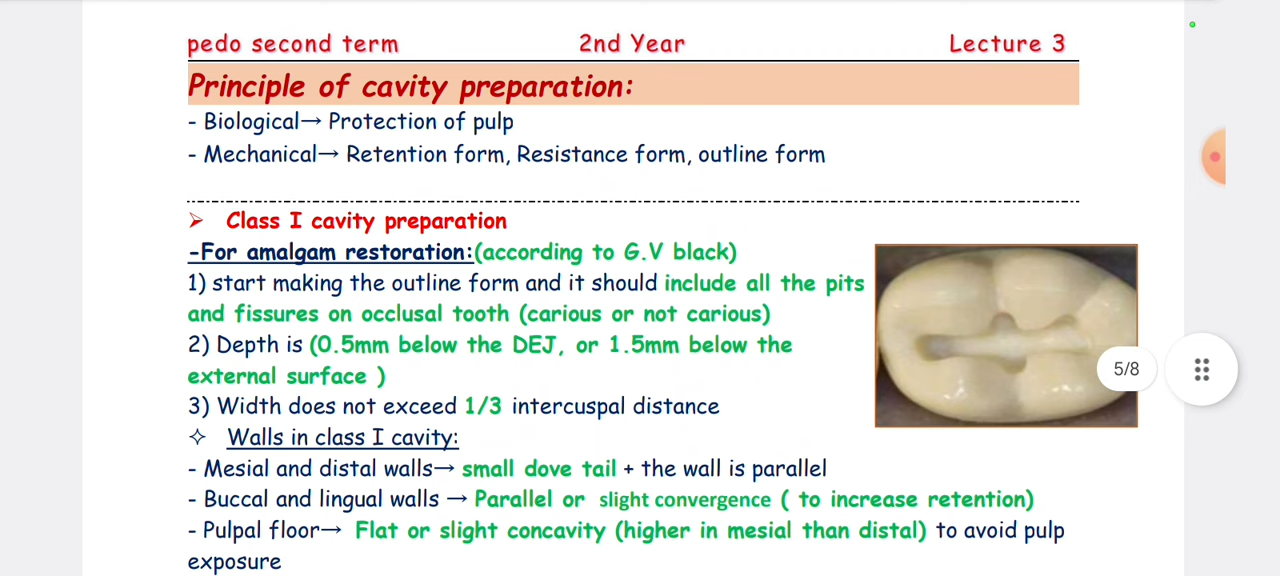 pedo second term 2nd Year Lecture 3
Principle of cavity preparation:
- Biological→ Protection of pulp
- Mechanical→ Retention form, Resistance form, outline form
➢ Class I cavity preparation
-For amalgam restoration:(according to G.V black)
1) start making the outline form and it should include all the pits
and fissures on occlusal tooth (carious or not carious)
2) Depth is (0.5mm below the DEJ, or 1.5mm below the
external surface )
5/8
3) Width does not exceed 1/3 intercuspal distance
✧ Walls in class I cavity:
- Mesial and distal walls→ small dove tail + the wall is parallel
- Buccal and lingual walls → Parallel or slight convergence ( to increase retention)
- Pulpal floor→ Flat or slight concavity (higher in mesial than distal) to avoid pulp
exposure